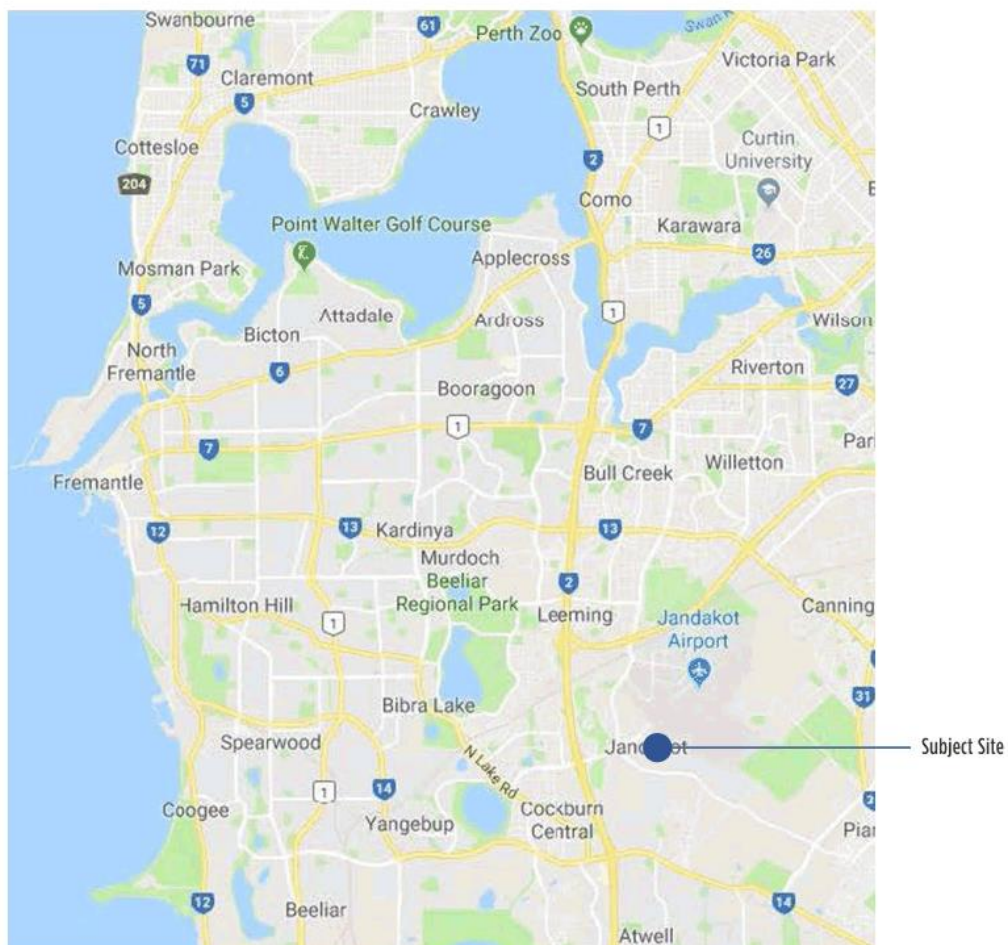 Swanbourne
61
Perth Zoo
Swan R
71
Claremont
Victoria Park
5
South Perth
Crawley
1
Cottesloe
Curtin
University
2
204
Como
Point Walter Golf Course
Karawara
26
Mosman Park
Applecross
5
1
Attadale
Ardross
Wilson
Bicton
North
Fremantle
6
Riverton
27
Booragoon
1
7
7
Par
Bull Creek
Willetton
Fremantle
12
13
13
Kardinya
Murdoch
Beeliar
Regional Park
2
Hamilton Hill
Leeming
Canning
Jandakot
Airport
1
31
Bibra Lake
Spearwood
Subject Site
N Lake Rd
14
1
Coogee
Yangebup
Cockburn
Central
2
Piar
12
14
Beeliar
Atwell